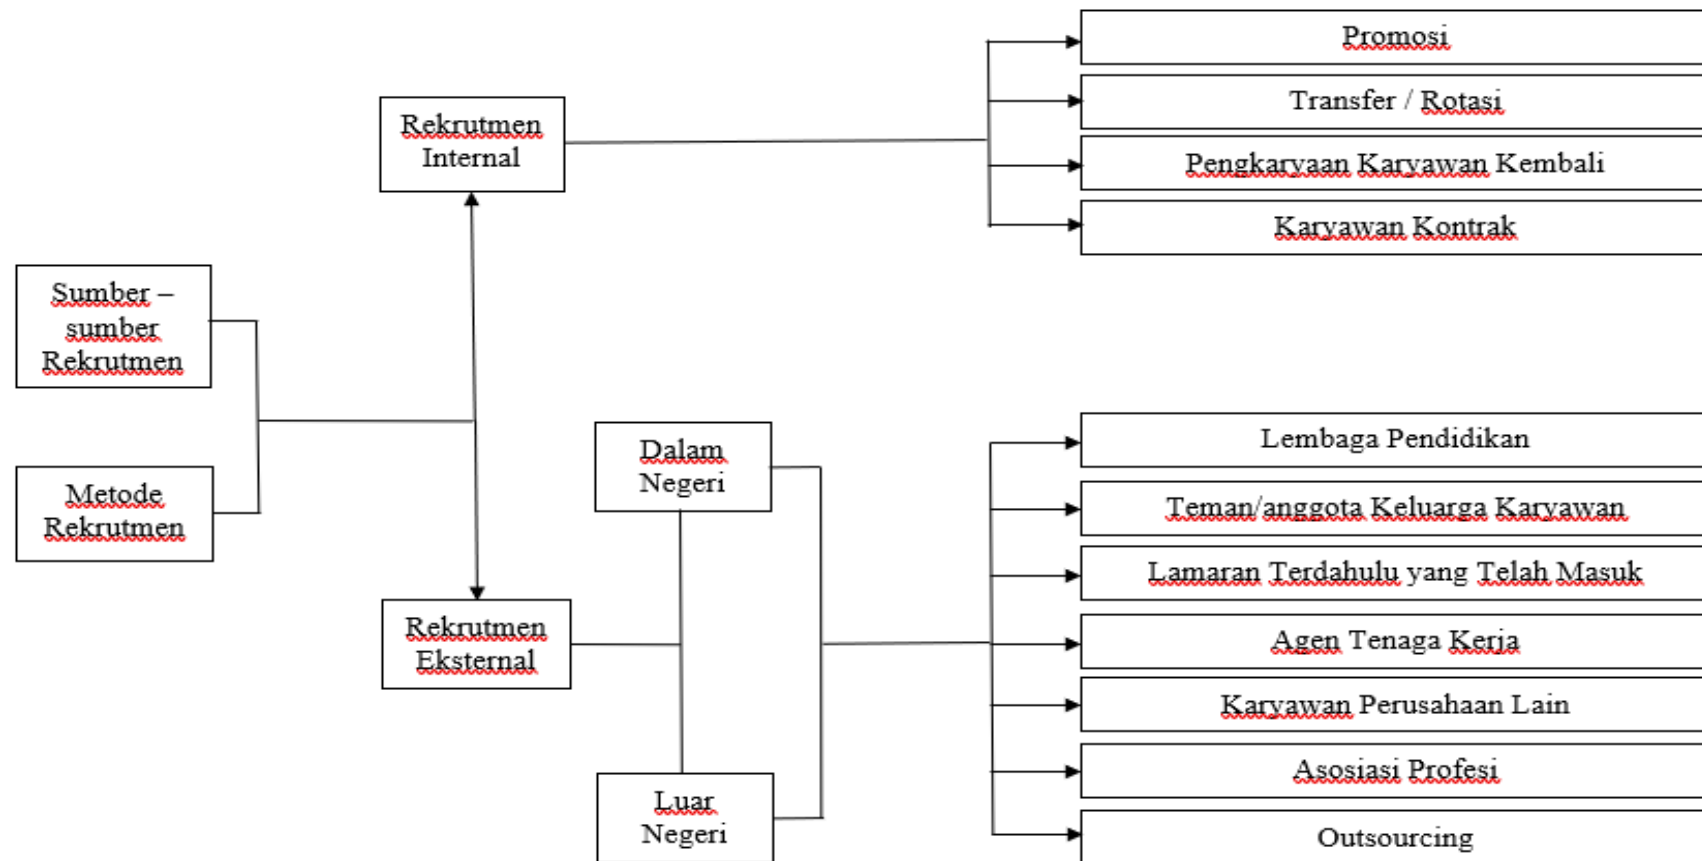 Promosi
Transfer / Rotasi
Pengkaryaan Karyawan Kembali
Karyawan Kontrak
Rekrutmen
Internal
Sumber –
sumber
Rekrutmen
Metode
Rekrutmen
Rekrutmen
Eksternal
Dalam
Negeri
Luar
Negeri
Lembaga Pendidikan
Teman/anggota Keluarga Karyawan
Lamaran Terdahulu yang Telah Masuk
Agen Tenaga Kerja
Karyawan Perusahaan Lain
Asosiasi Profesi
Outsourcing